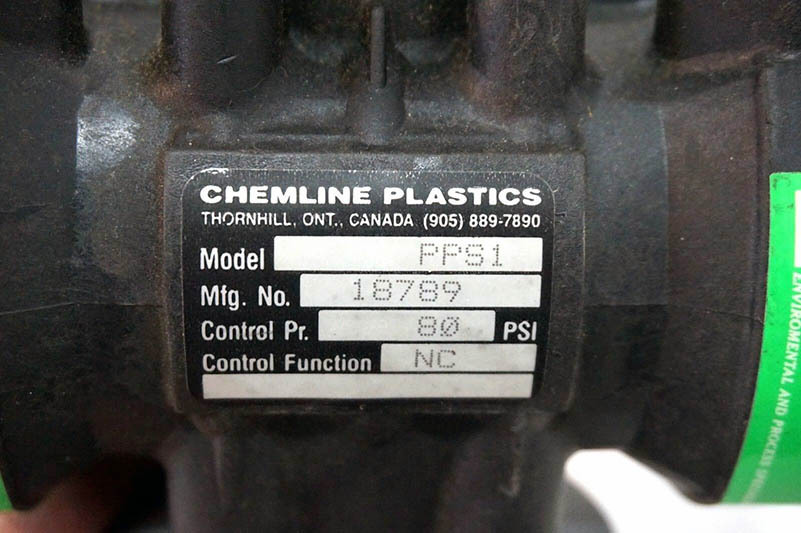 CHEMLINE PLASTICS
THORNHILL, ONT., CANADA (905) 889-7890
Model PPS1
Mfg. No. 18789
Control Pr. 80 PSI
Control Function NC
ENVIROMENTAL AND PROCESS